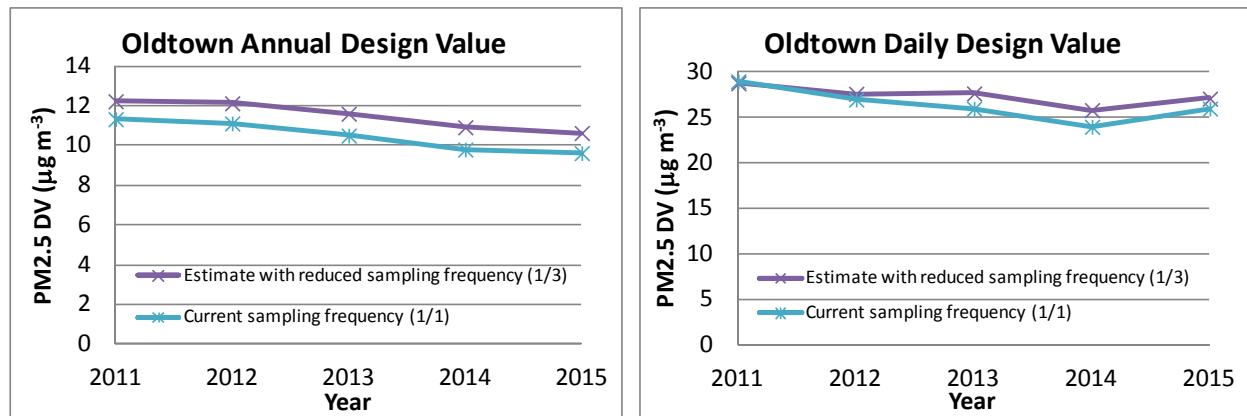 Oldtown Annual Design Value
PM2.5 DV (µg m⁻³)
14
12
10
8
6
4
2
0
Estimate with reduced sampling frequency (1/3)
Current sampling frequency (1/1)
2011 2012 2013 2014 2015
Year
Oldtown Daily Design Value
PM2.5 DV (µg m⁻³)
30
25
20
15
10
5
0
Estimate with reduced sampling frequency (1/3)
Current sampling frequency (1/1)
2011 2012 2013 2014 2015
Year